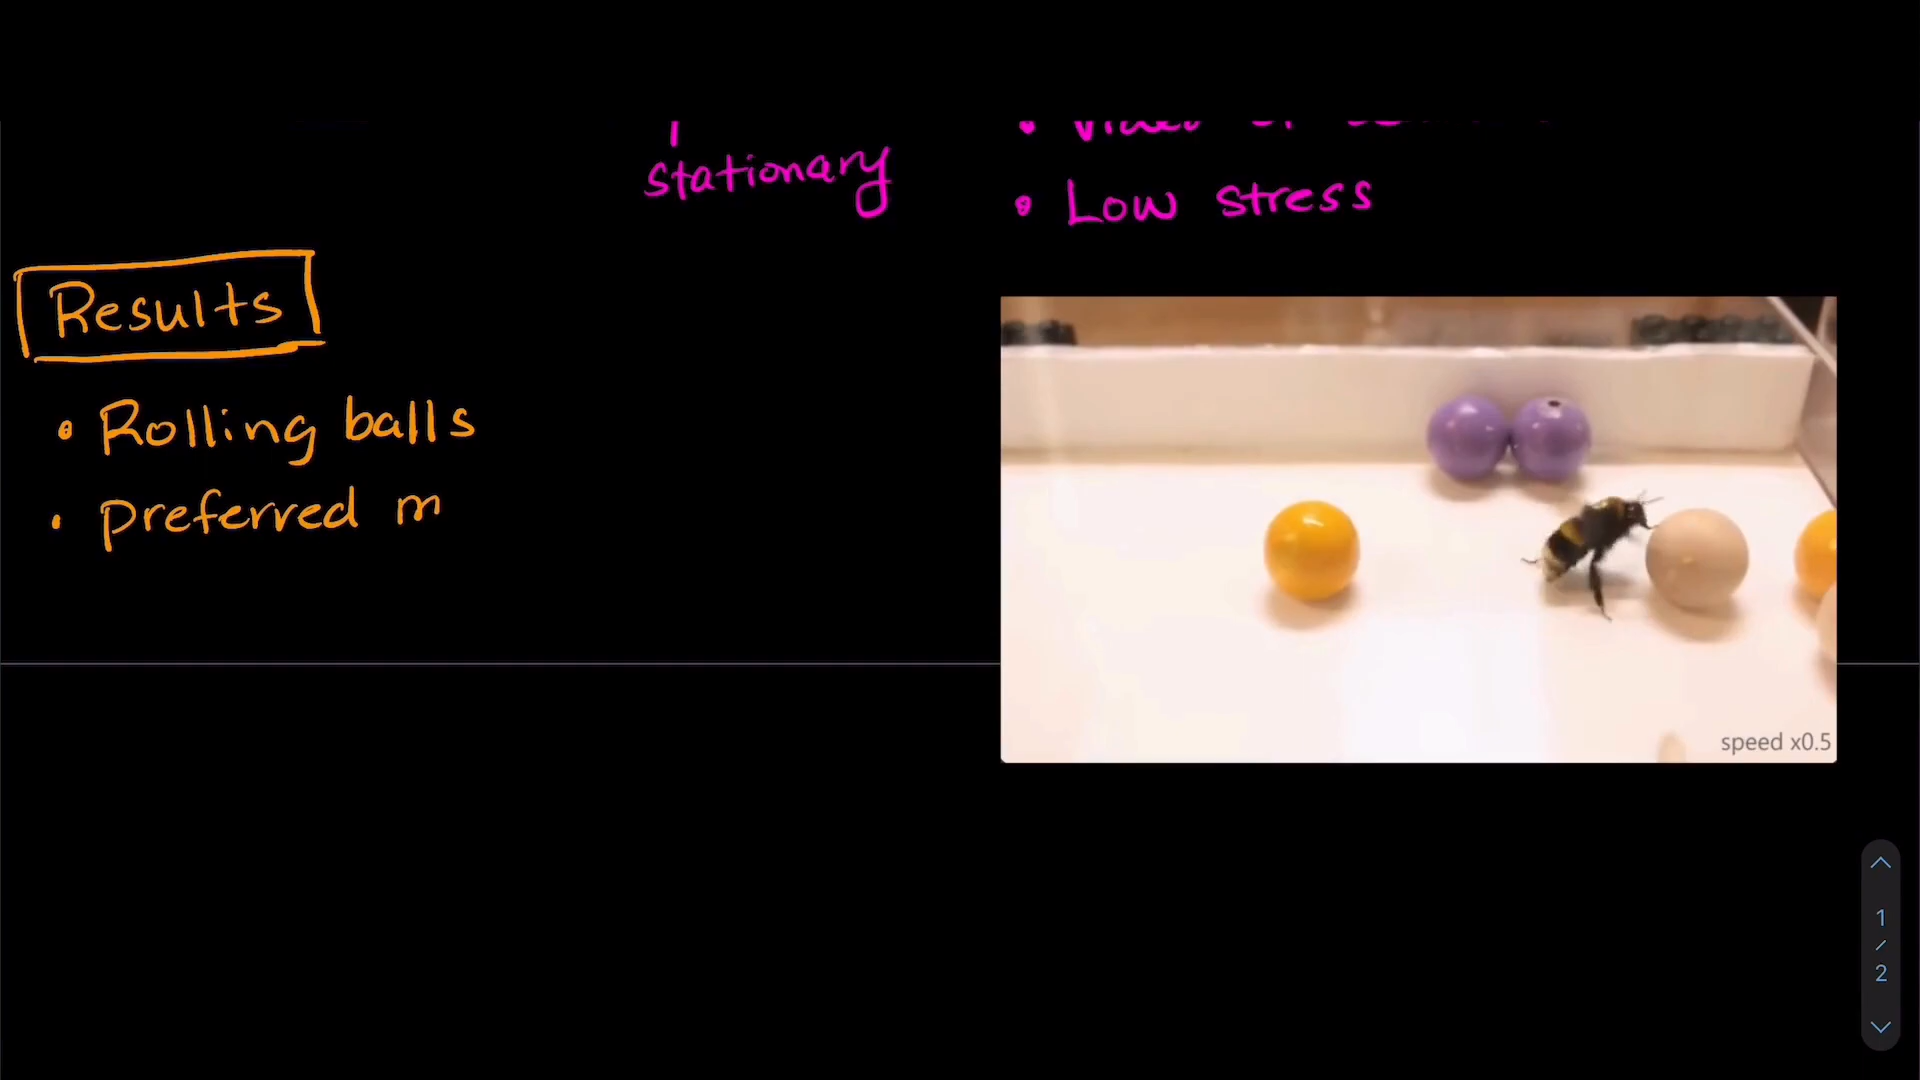 stationary
• Low stress
Results
• Rolling balls
• preferred m
speed x0.5
1
/
2